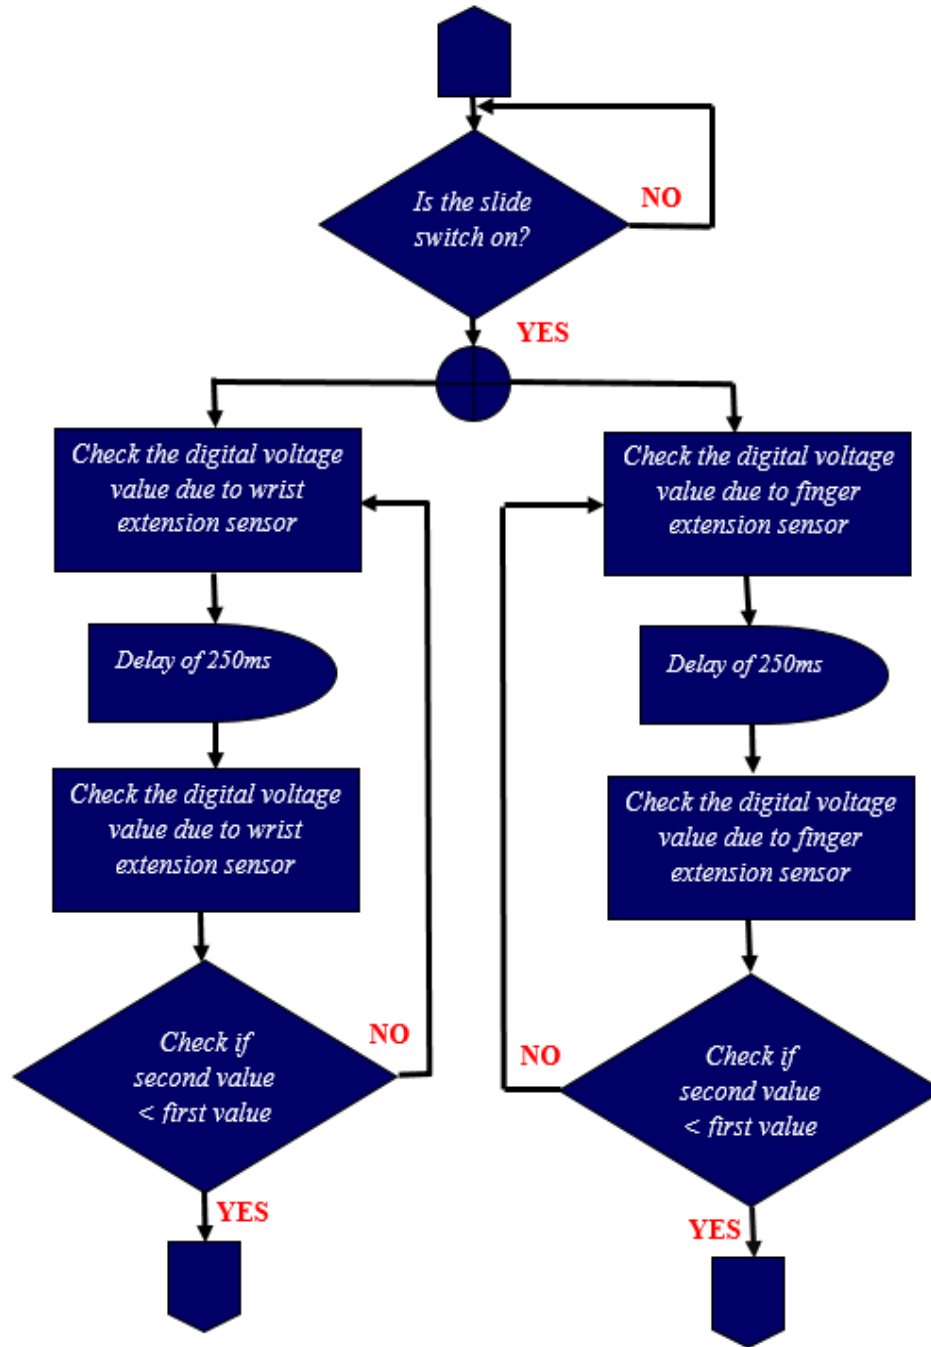 Is the slide
switch on?
NO
YES
Check the digital voltage
value due to wrist
extension sensor
Delay of 250ms
Check the digital voltage
value due to wrist
extension sensor
Check if
second value
< first value
NO
YES
Check the digital voltage
value due to finger
extension sensor
Delay of 250ms
Check the digital voltage
value due to finger
extension sensor
Check if
second value
< first value
NO
YES